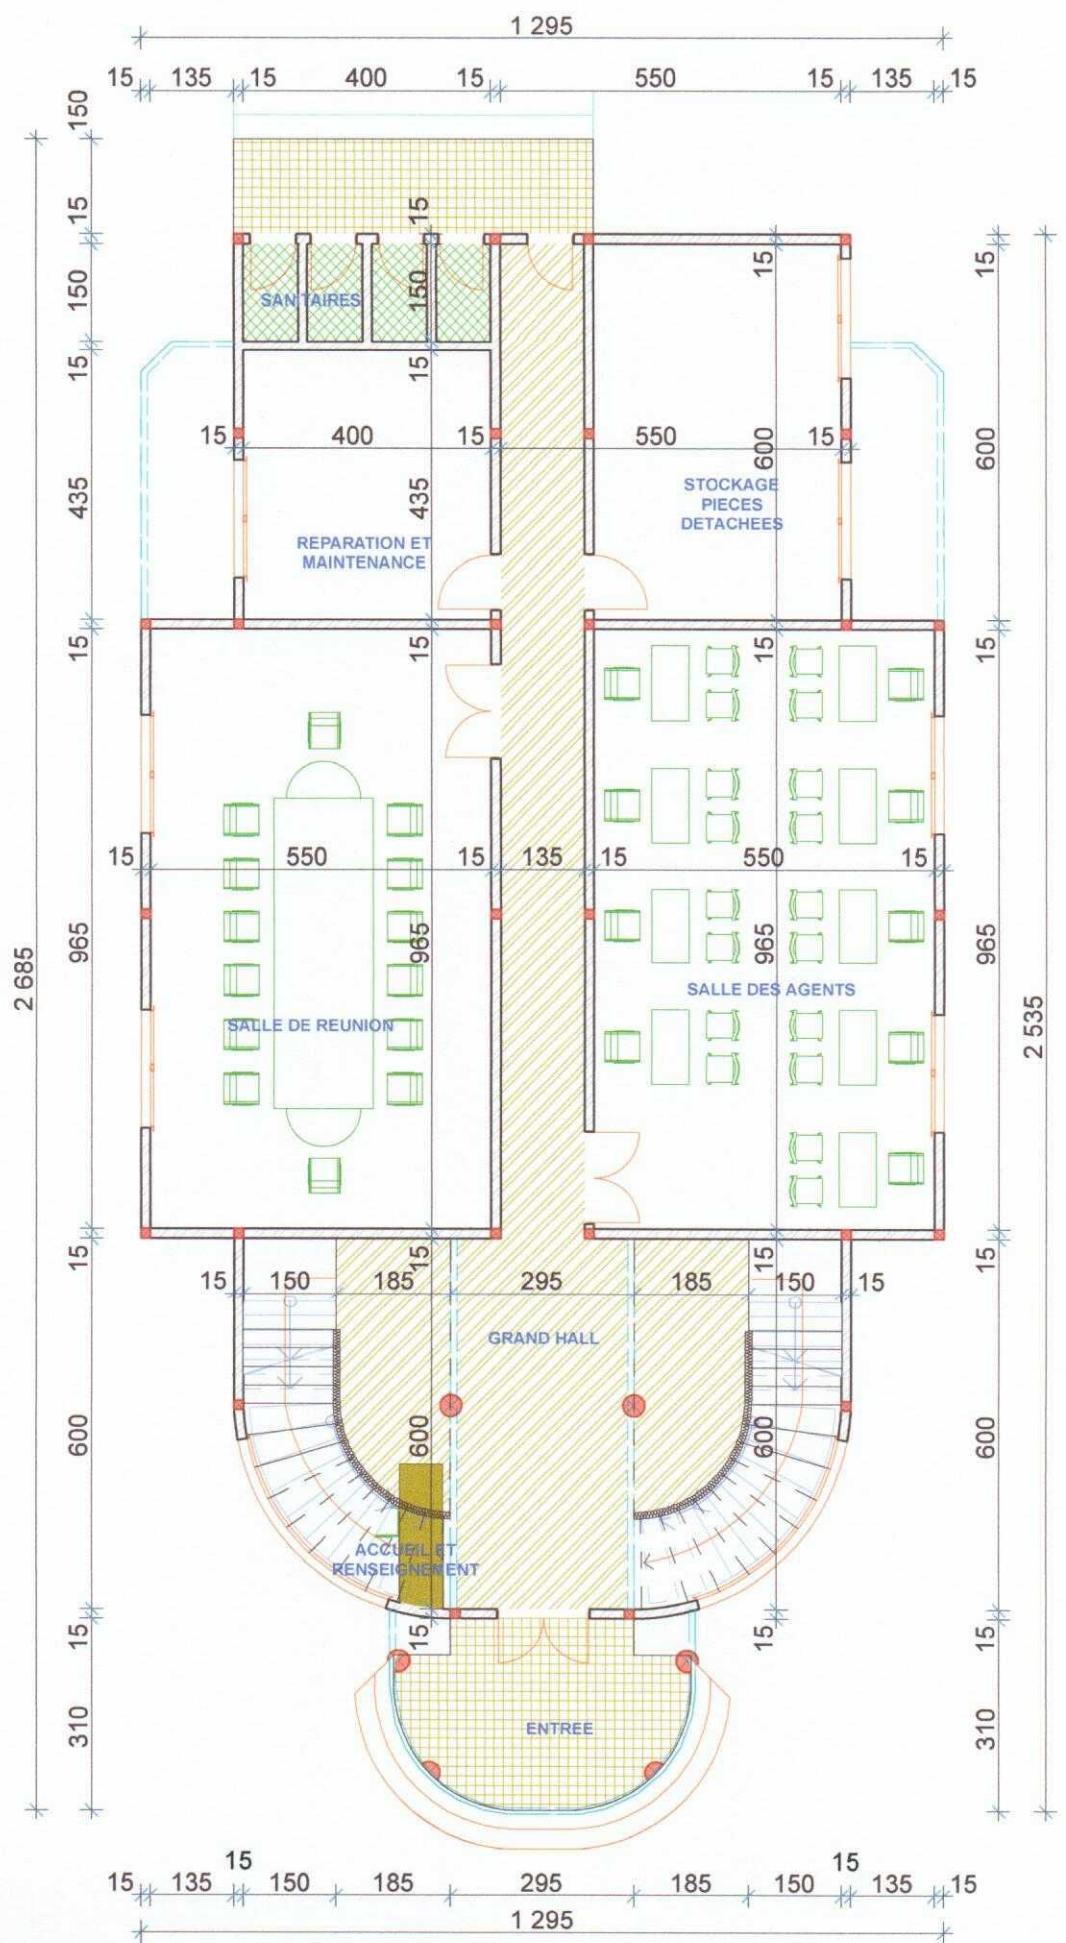 1 295
15 135 15 400 15 550 15 135 15
150
15
15
SANITAIRES
150
150
15
15
15
15
400
15
550
15
600
600
435
435
STOCKAGE
PIECES
DETACHEES
REPARATION ET
MAINTENANCE
15
15
15
15
15 550 15 135 15 550 15
965
965
965
965
2 685
2 535
SALLE DES AGENTS
SALLE DE REUNION
15
15
15
15
15 150 185 295 185 150 15
GRAND HALL
600
600
600
600
ACCUEIL ET
RENSEIGNEMENT
15
15
15
15
310
310
ENTREE
15 15
15 135 150 185 295 185 150 135 15
1 295